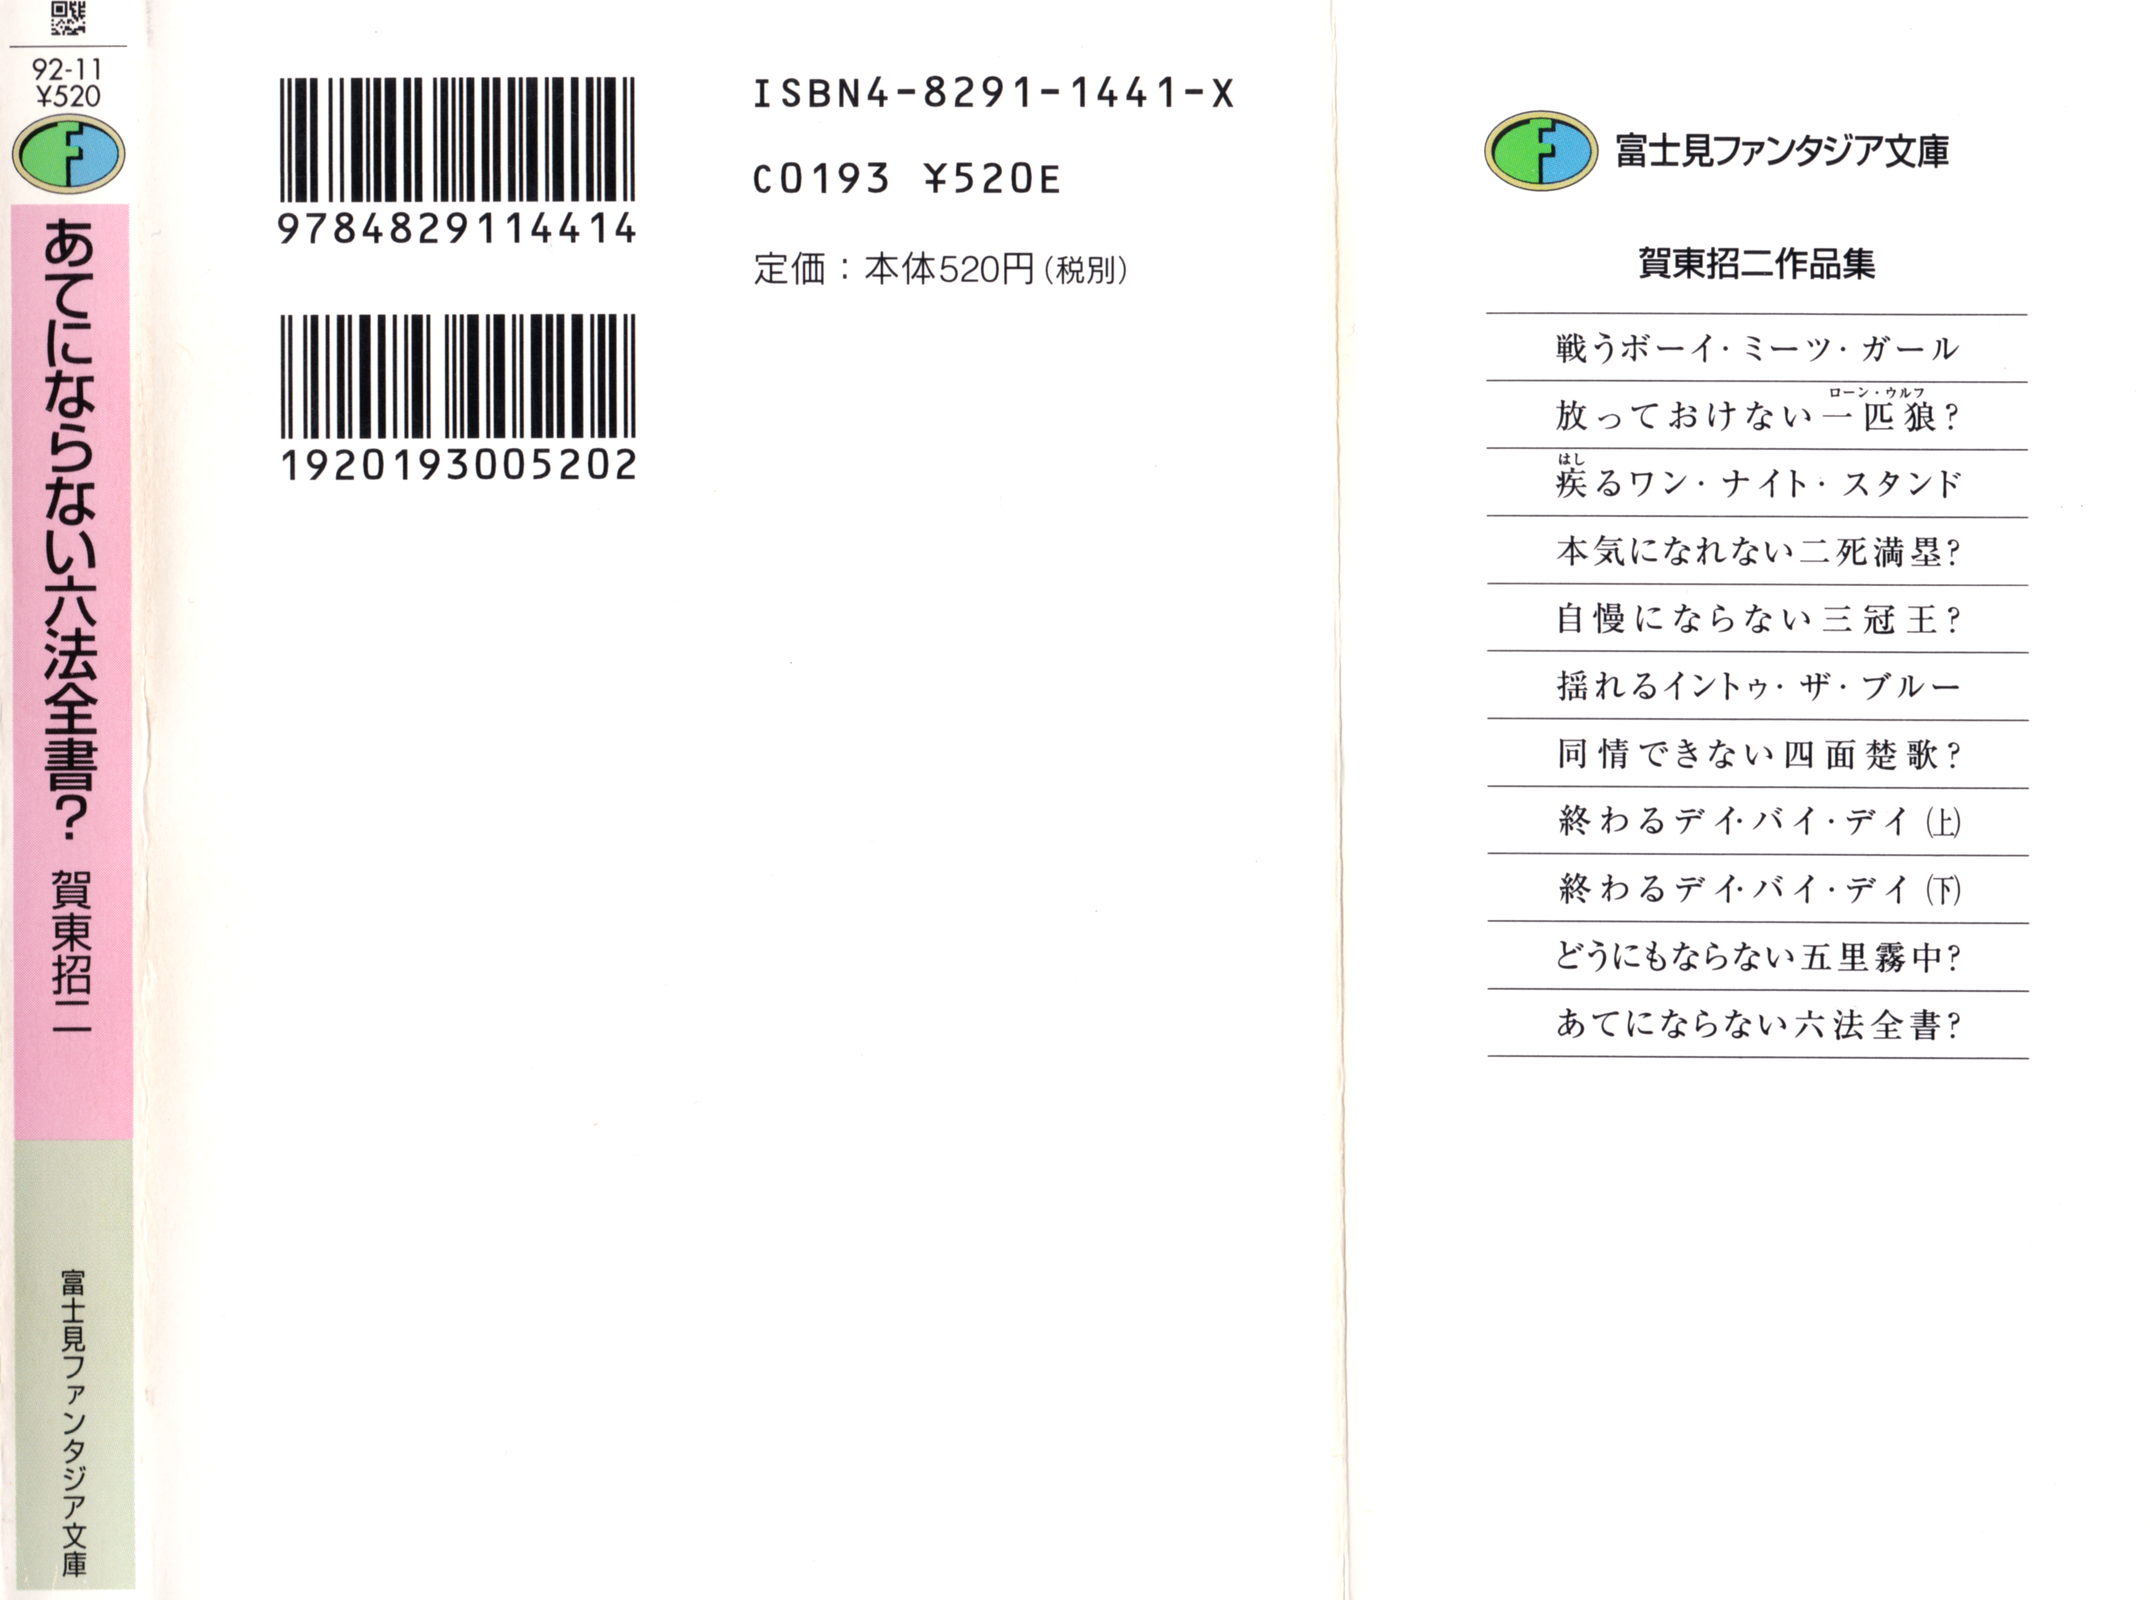 92-11
¥520
あてにならない六法全書?
賀東招二
富士見ファンタジア文庫
9784829114414
1920193005202
ISBN4-8291-1441-X
C0193 ¥520E
定価：本体520円(税別)
富士見ファンタジア文庫
賀東招二作品集
戦うボーイ・ミーツ・ガール
ローン・ウルフ
放っておけない一匹狼?
はし
疾るワン・ナイト・スタンド
本気になれない二死満塁?
自慢にならない三冠王?
揺れるイントゥ・ザ・ブルー
同情できない四面楚歌?
終わるデイ・バイ・デイ(上)
終わるデイ・バイ・デイ(下)
どうにもならない五里霧中?
あてにならない六法全書?